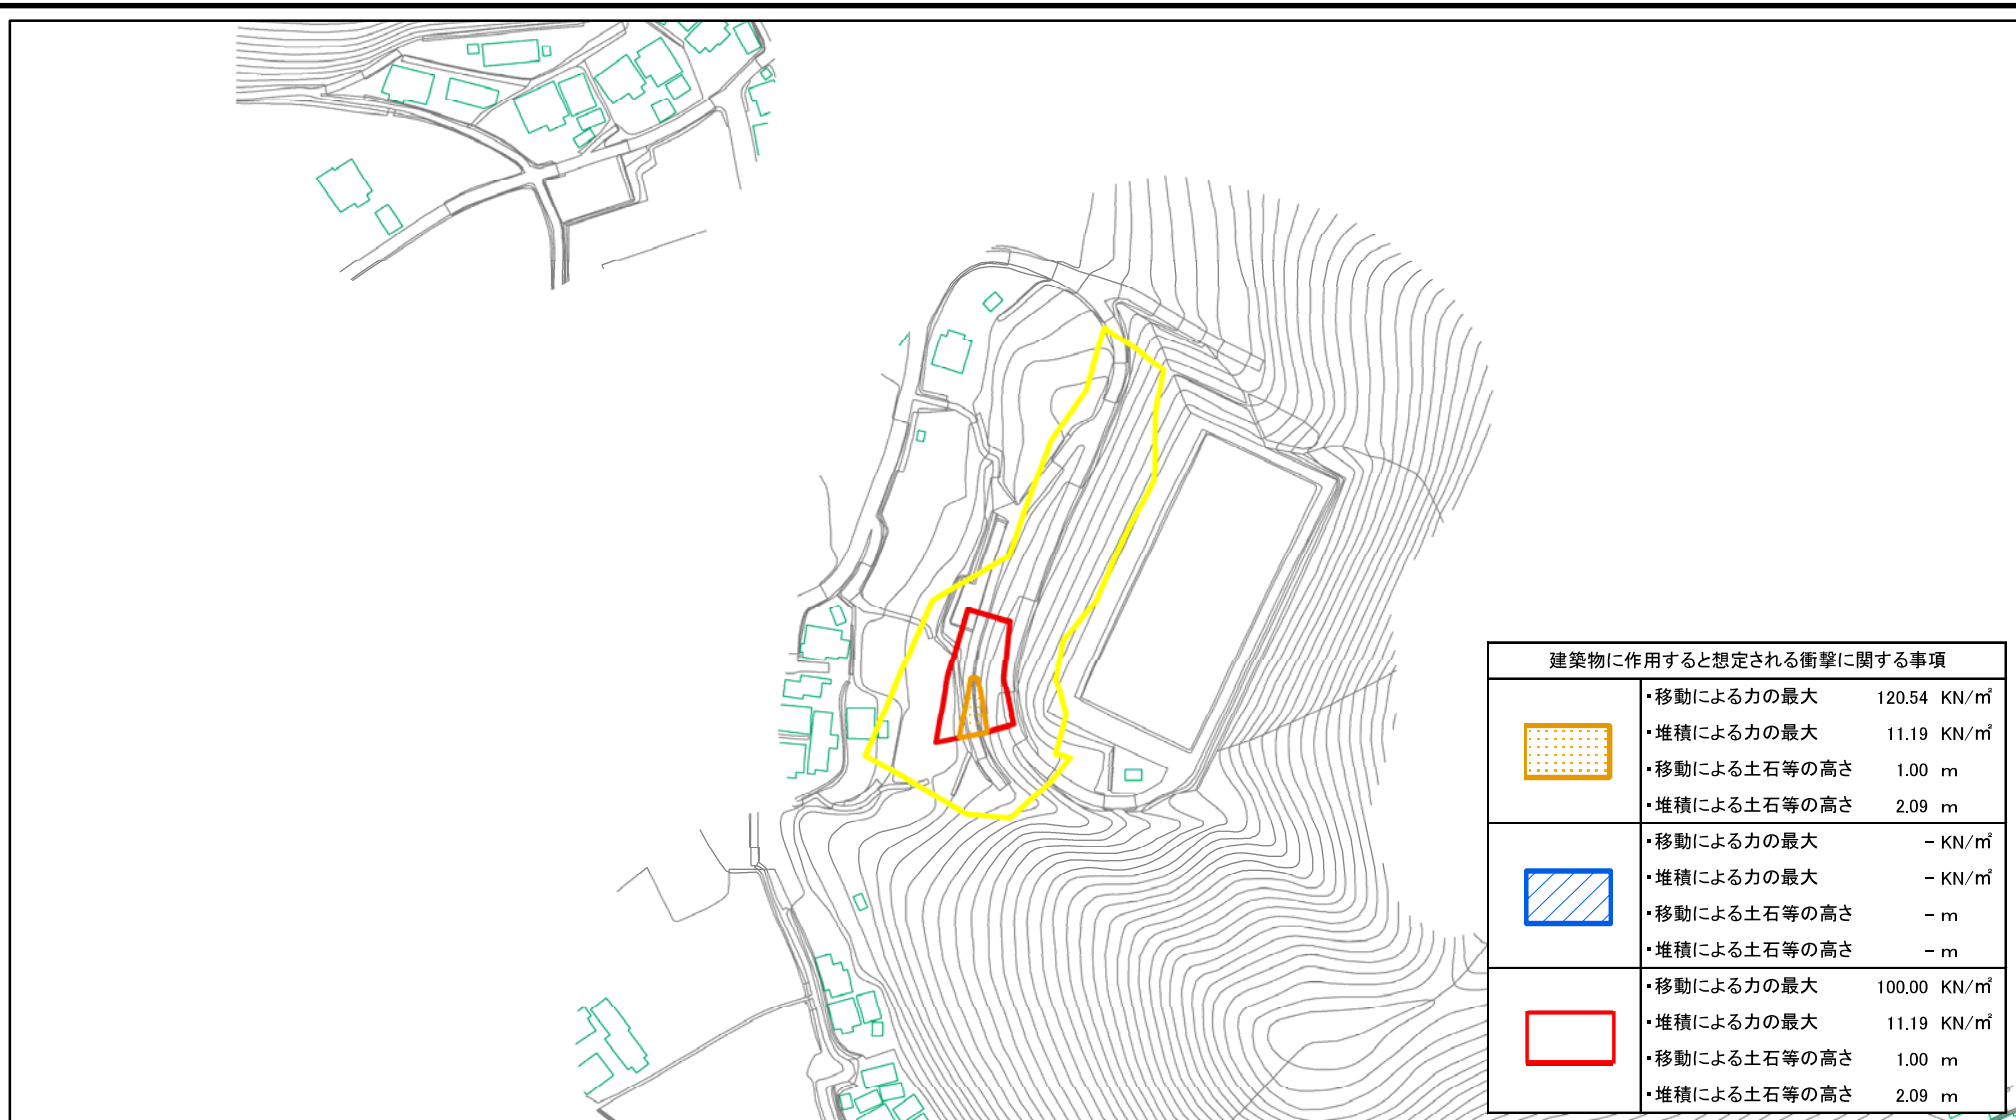 建築物に作用すると想定される衝撃に関する事項
・移動による力の最大 120.54 KN/㎡
・堆積による力の最大 11.19 KN/㎡
・移動による土石等の高さ 1.00 m
・堆積による土石等の高さ 2.09 m
・移動による力の最大 - KN/㎡
・堆積による力の最大 - KN/㎡
・移動による土石等の高さ - m
・堆積による土石等の高さ - m
・移動による力の最大 100.00 KN/㎡
・堆積による力の最大 11.19 KN/㎡
・移動による土石等の高さ 1.00 m
・堆積による土石等の高さ 2.09 m